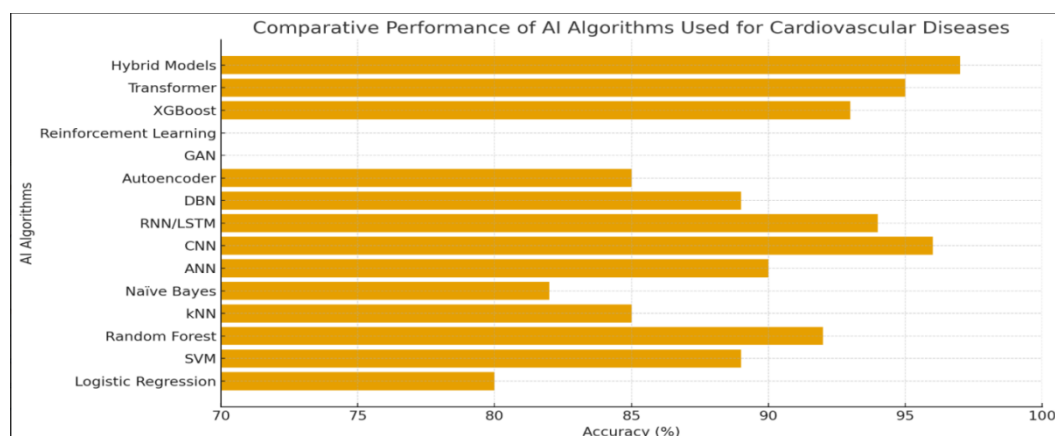 Comparative Performance of AI Algorithms Used for Cardiovascular Diseases
AI Algorithms
Hybrid Models
Transformer
XGBoost
Reinforcement Learning
GAN
Autoencoder
DBN
RNN/LSTM
CNN
ANN
Naïve Bayes
kNN
Random Forest
SVM
Logistic Regression
70 75 80 85 90 95 100
Accuracy (%)